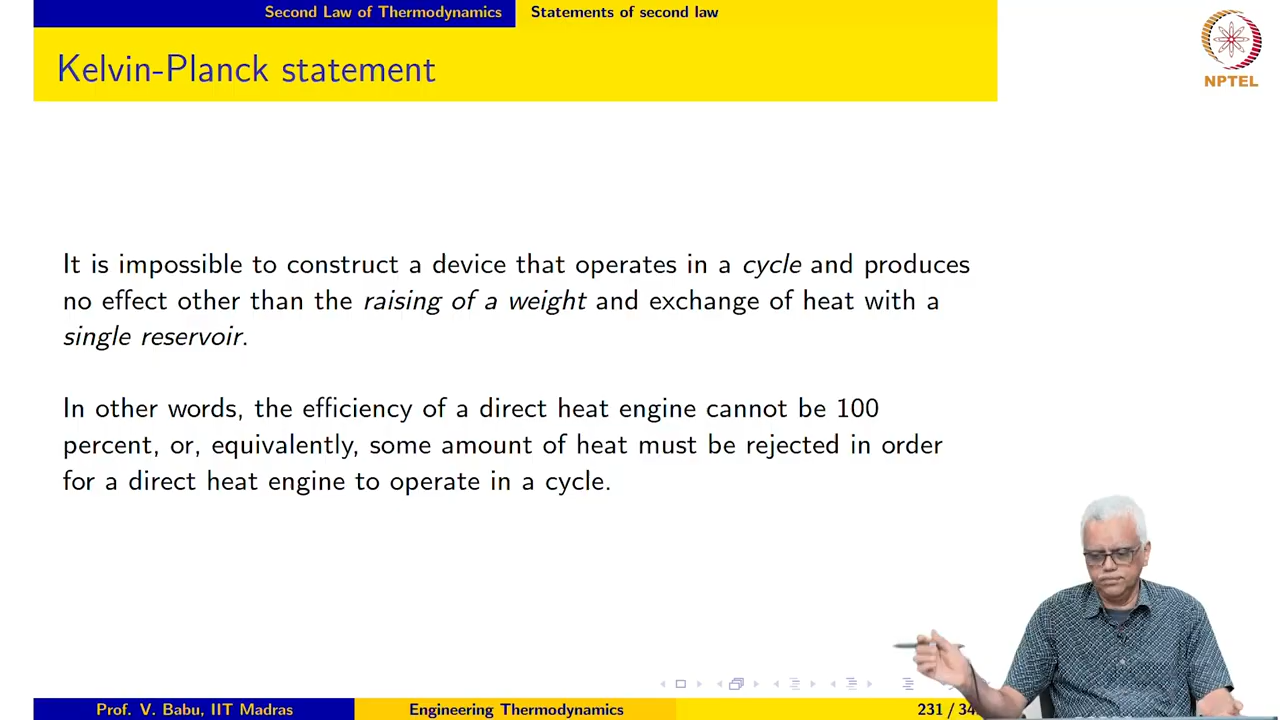 Second Law of Thermodynamics Statements of second law
Kelvin-Planck statement
NPTEL
It is impossible to construct a device that operates in a cycle and produces
no effect other than the raising of a weight and exchange of heat with a
single reservoir.
In other words, the efficiency of a direct heat engine cannot be 100
percent, or, equivalently, some amount of heat must be rejected in order
for a direct heat engine to operate in a cycle.
Prof. V. Babu, IIT Madras Engineering Thermodynamics 231 / 34